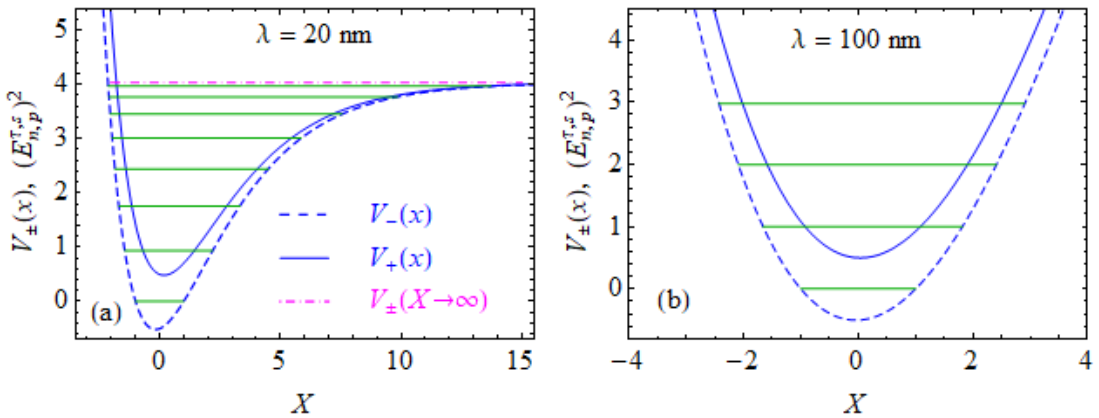 λ = 20 nm
V±(x), (E^{τ,s}_{n,p})²
5
4
3
2
1
0
V₋(x)
V₊(x)
V±(X→∞)
(a)
0 5 10 15
X
λ = 100 nm
V±(x), (E^{τ,s}_{n,p})²
4
3
2
1
0
(b)
−4 −2 0 2 4
X